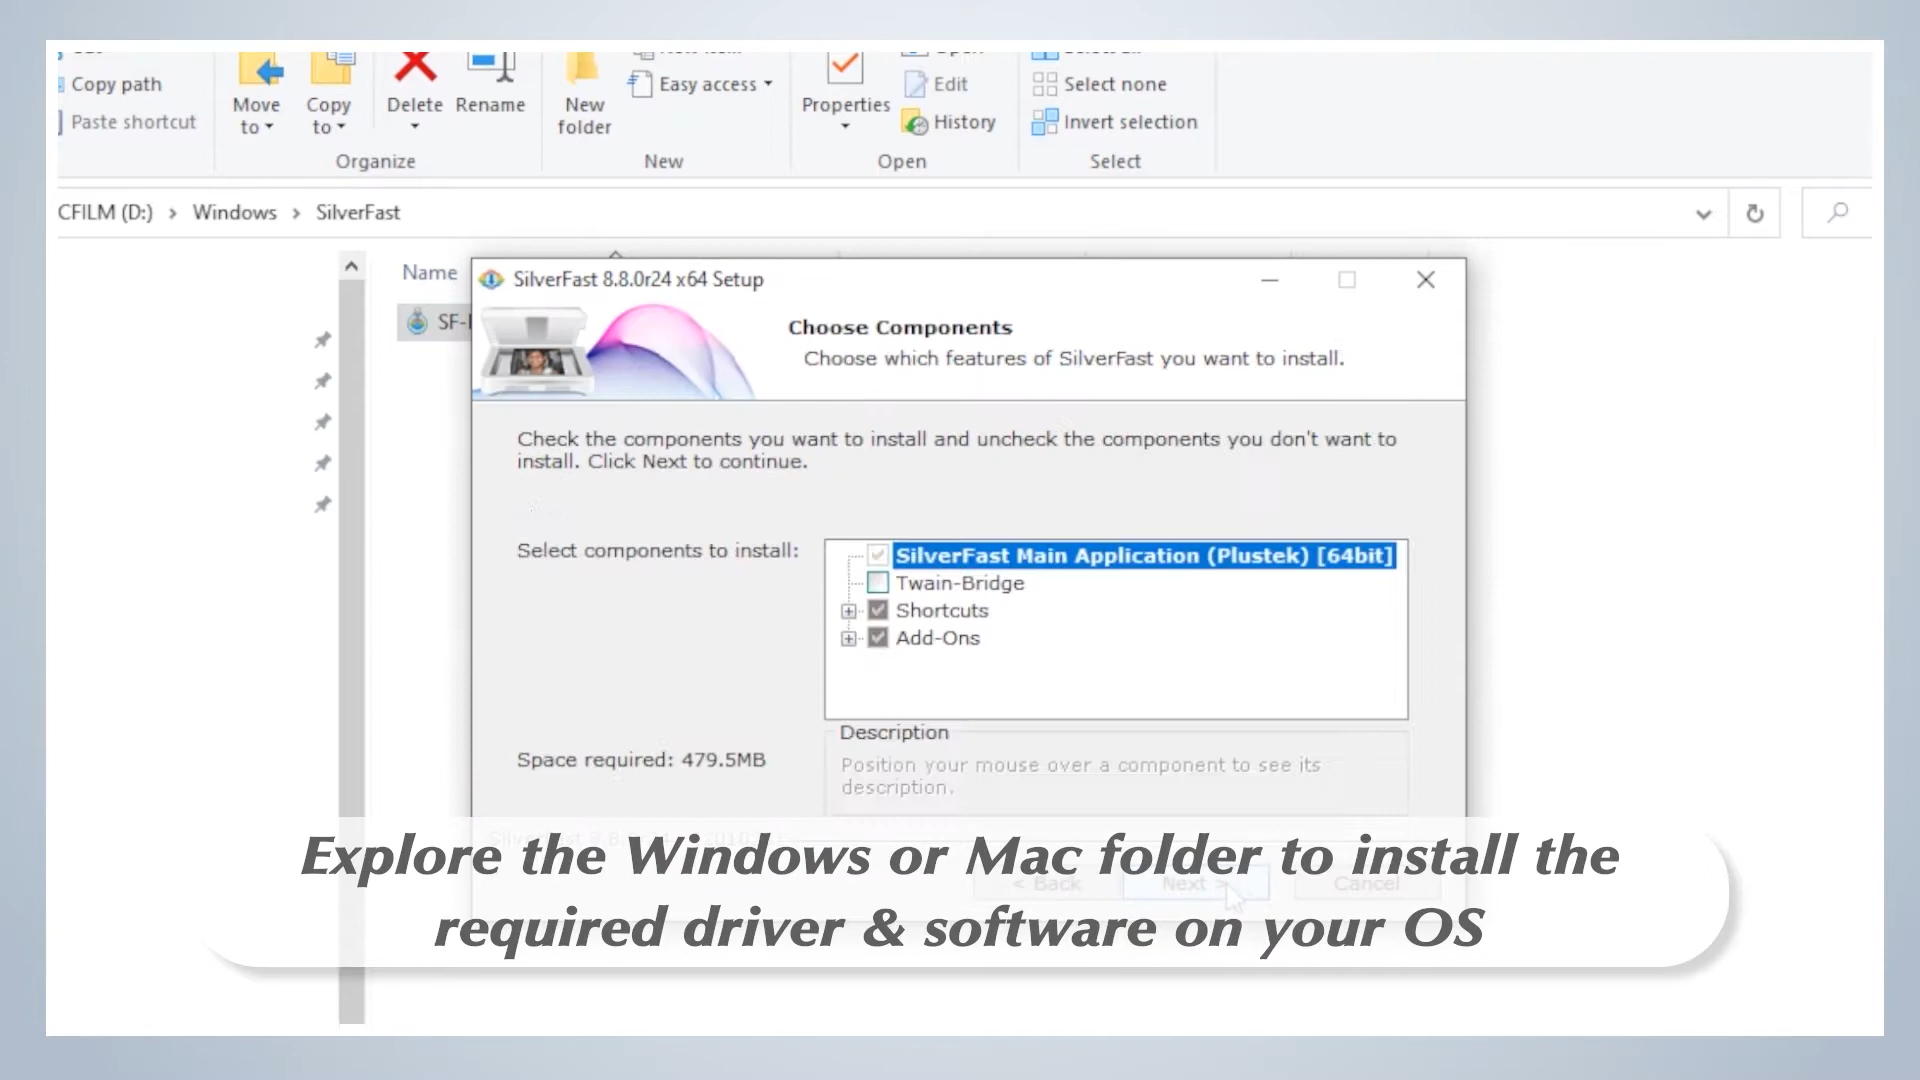 Copy path
Paste shortcut
Move to
Copy to
Delete
Rename
Organize
New folder
Easy access
New
Properties
Open
Edit
History
Open
Select none
Invert selection
Select
CFILM (D:) > Windows > SilverFast
Name
SF-
SilverFast 8.8.0r24 x64 Setup
Choose Components
Choose which features of SilverFast you want to install.
Check the components you want to install and uncheck the components you don't want to
install. Click Next to continue.
Select components to install:
SilverFast Main Application (Plustek) [64bit]
Twain-Bridge
Shortcuts
Add-Ons
Space required: 479.5MB
Description
Position your mouse over a component to see its
description.
< Back
Next >
Cancel
Explore the Windows or Mac folder to install the
required driver & software on your OS